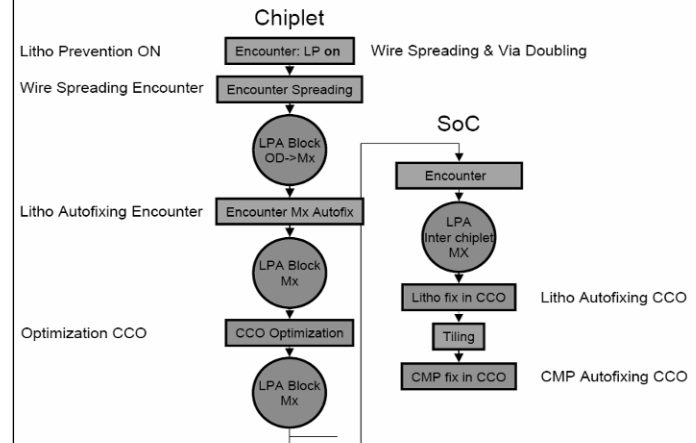 Chiplet
Litho Prevention ON
Encounter: LP on
Wire Spreading & Via Doubling
Wire Spreading Encounter
Encounter Spreading
LPA Block
OD->Mx
Litho Autofixing Encounter
Encounter Mx Autofix
LPA Block
Mx
Optimization CCO
CCO Optimization
LPA Block
Mx
SoC
Encounter
LPA
Inter chiplet
MX
Litho fix in CCO
Litho Autofixing CCO
Tiling
CMP fix in CCO
CMP Autofixing CCO